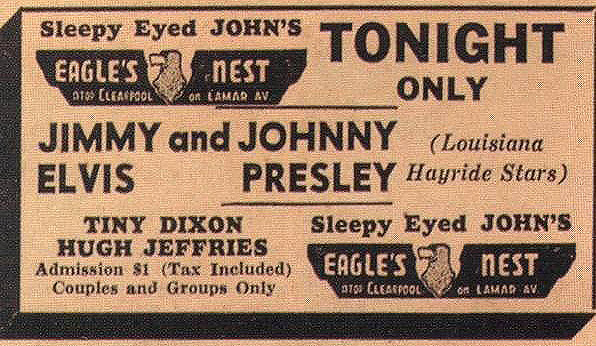 Sleepy Eyed JOHN'S
EAGLE'S NEST
ATOP CLEARPOOL on LAMAR AV
TONIGHT
ONLY
JIMMY and JOHNNY
ELVIS PRESLEY
(Louisiana
Hayride Stars)
TINY DIXON
HUGH JEFFRIES
Admission $1 (Tax Included)
Couples and Groups Only
Sleepy Eyed JOHN'S
EAGLE'S NEST
ATOP CLEARPOOL on LAMAR AV